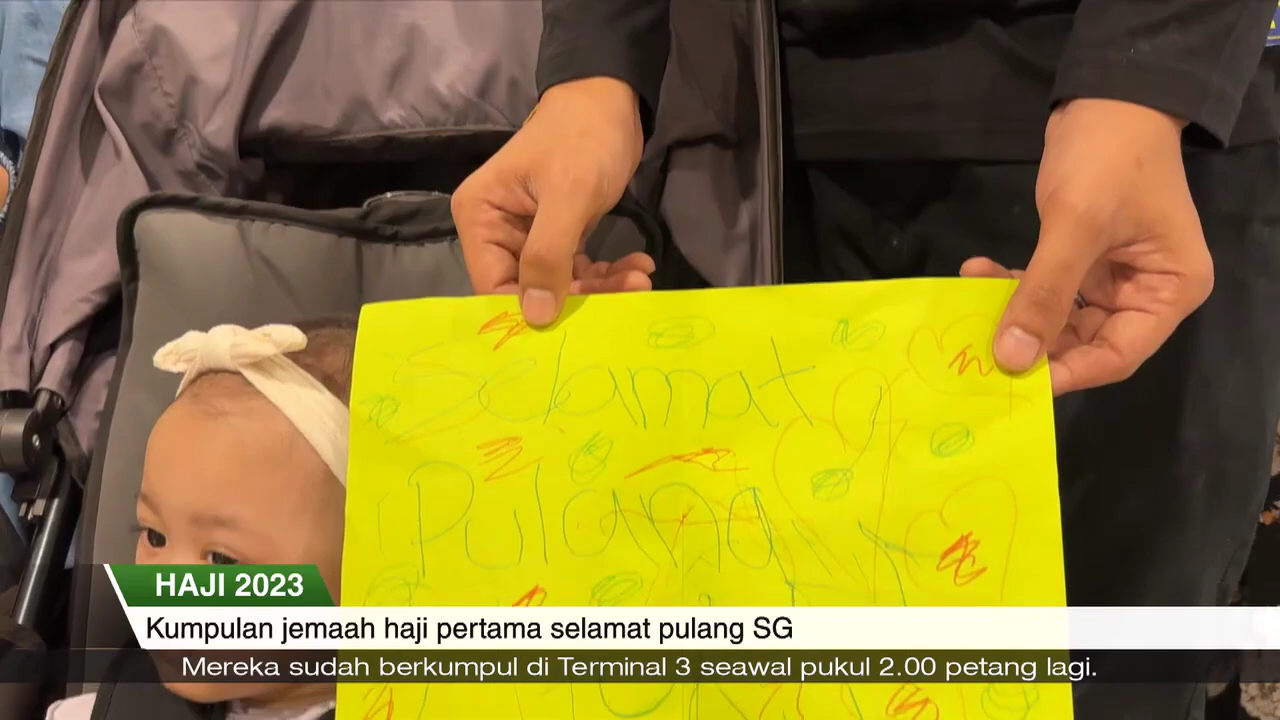 Selamat
Pulang
HAJI 2023
Kumpulan jemaah haji pertama selamat pulang SG
Mereka sudah berkumpul di Terminal 3 seawal pukul 2.00 petang lagi.